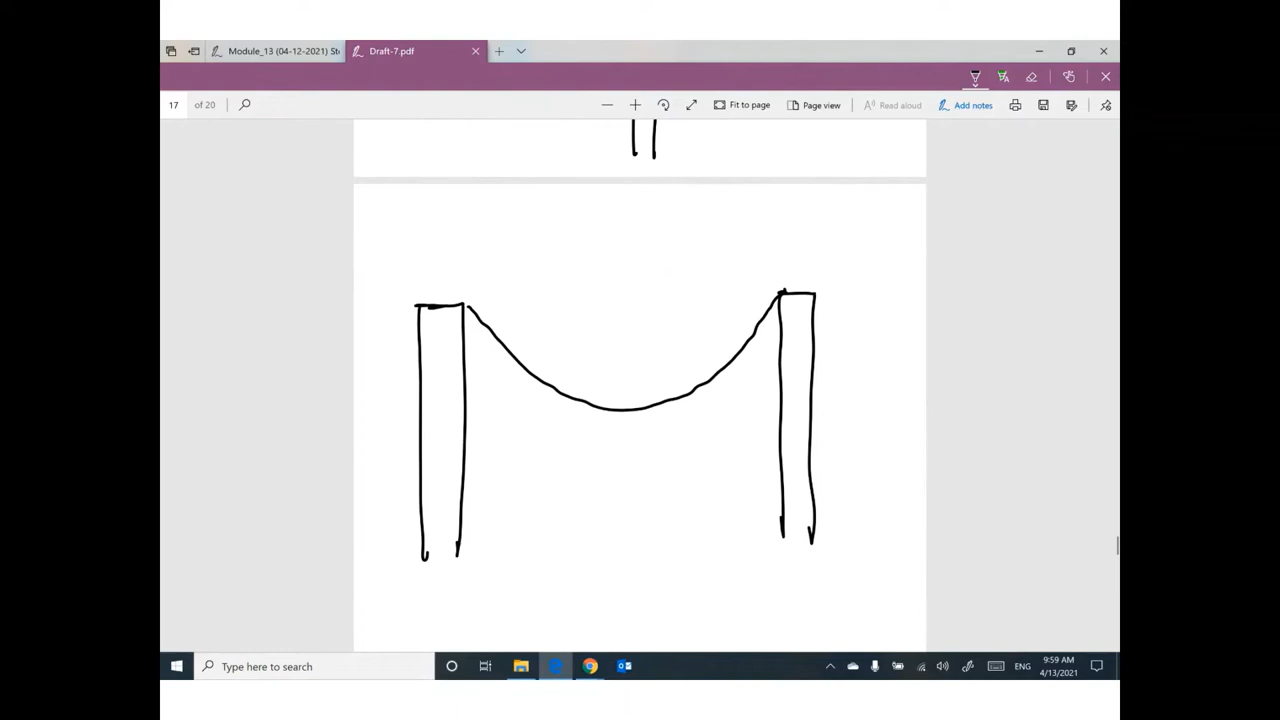 Module_13 (04-12-2021) Ste
Draft-7.pdf
17 of 20
Fit to page
Page view
Read aloud
Add notes
Type here to search
ENG
9:59 AM
4/13/2021